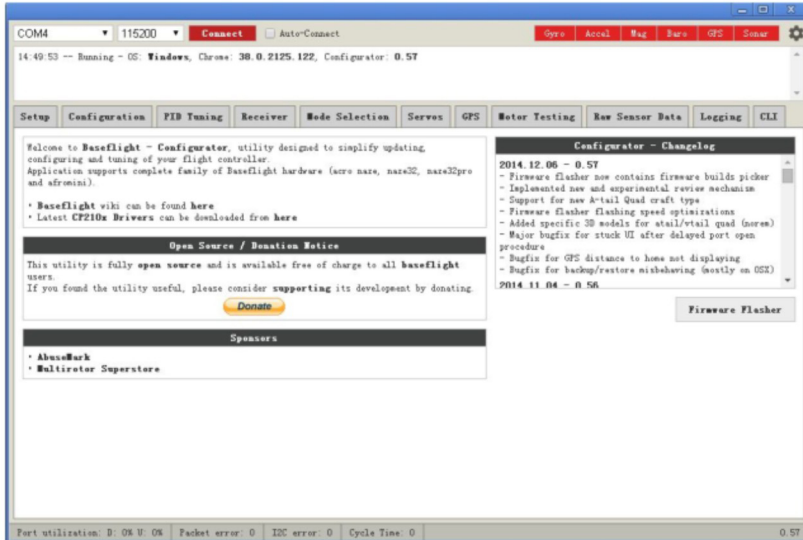 COM4 115200 Connect Auto-Connect Gyro Accel Mag Baro GPS Sonar
14:49:53 -- Running - OS: Windows, Chrome: 38.0.2125.122, Configurator: 0.57
Setup Configuration PID Tuning Receiver Mode Selection Servos GPS Motor Testing Raw Sensor Data Logging CLI
Welcome to Baseflight - Configurator, utility designed to simplify updating,
configuring and tuning of your flight controller.
Application supports complete family of Baseflight hardware (acro naze, naze32, naze32pro
and afromini).
· Baseflight wiki can be found here
· Latest CP210x Drivers can be downloaded from here
Open Source / Donation Notice
This utility is fully open source and is available free of charge to all baseflight
users.
If you found the utility useful, please consider supporting its development by donating.
Donate
Sponsors
· AbuseMark
· Multirotor Superstore
Configurator - Changelog
2014.12.06 - 0.57
- Firmware flasher now contains firmware builds picker
- Implemented new and experimental review mechanism
- Support for new A-tail Quad craft type
- Firmware flasher flashing speed optimizations
- Added specific 3D models for atail/vtail quad (norem)
- Major bugfix for stuck UI after delayed port open
procedure
- Bugfix for GPS distance to home not displaying
- Bugfix for backup/restore misbehaving (mostly on OSX)
2014.11.04 - 0.56
Firmware Flasher
Port utilization: D: 0% U: 0% Packet error: 0 I2C error: 0 Cycle Time: 0 0.57